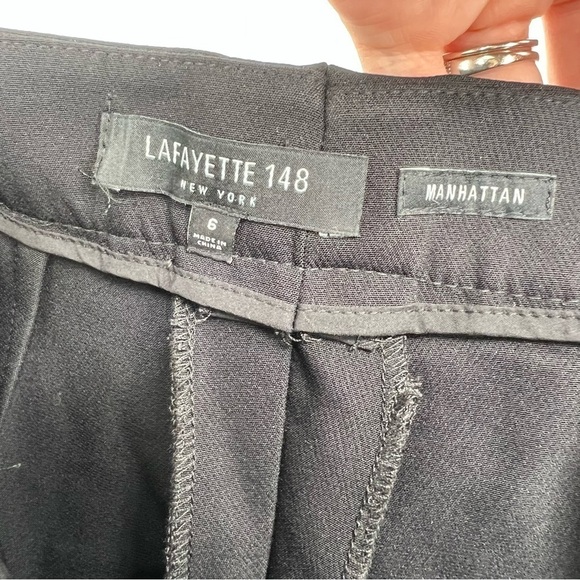 LAFAYETTE 148
NEW YORK
6
MADE IN
CHINA
MANHATTAN